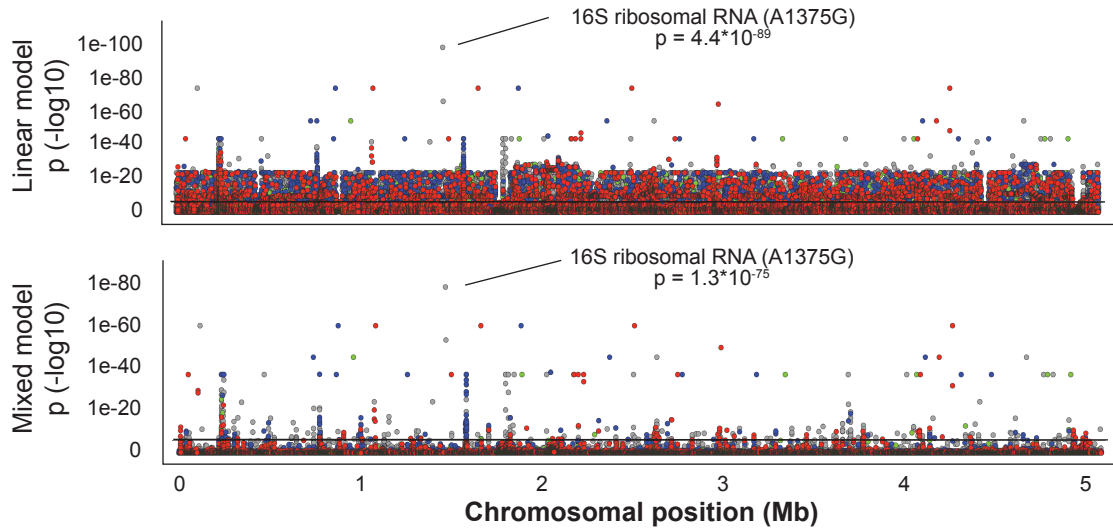 Linear model
p (-log10)
1e-100
1e-80
1e-60
1e-40
1e-20
0
16S ribosomal RNA (A1375G)
p = 4.4*10⁻⁸⁹
Mixed model
p (-log10)
1e-80
1e-60
1e-40
1e-20
0
16S ribosomal RNA (A1375G)
p = 1.3*10⁻⁷⁵
0 1 2 3 4 5
Chromosomal position (Mb)